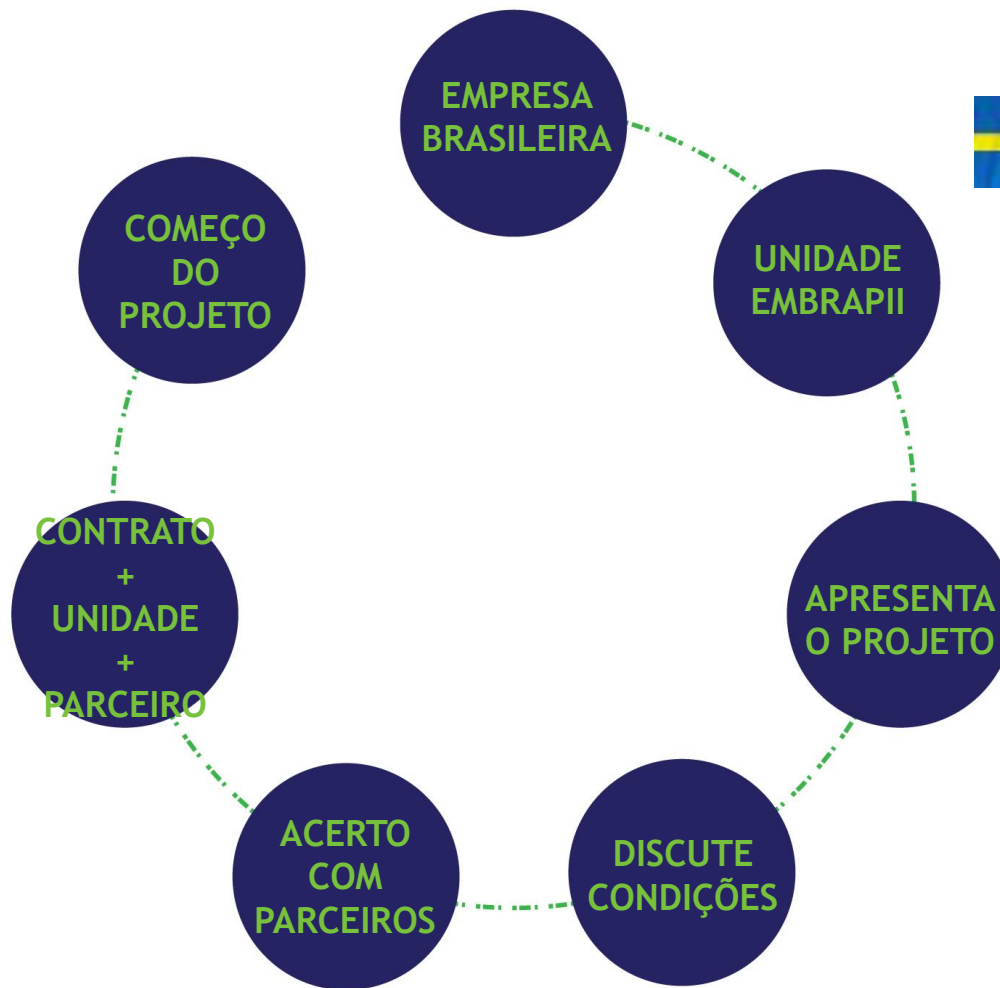 EMPRESA
BRASILEIRA
UNIDADE
EMBRAPII
APRESENTA
O PROJETO
DISCUTE
CONDIÇÕES
ACERTO
COM
PARCEIROS
CONTRATO
+
UNIDADE
+
PARCEIRO
COMEÇO
DO
PROJETO